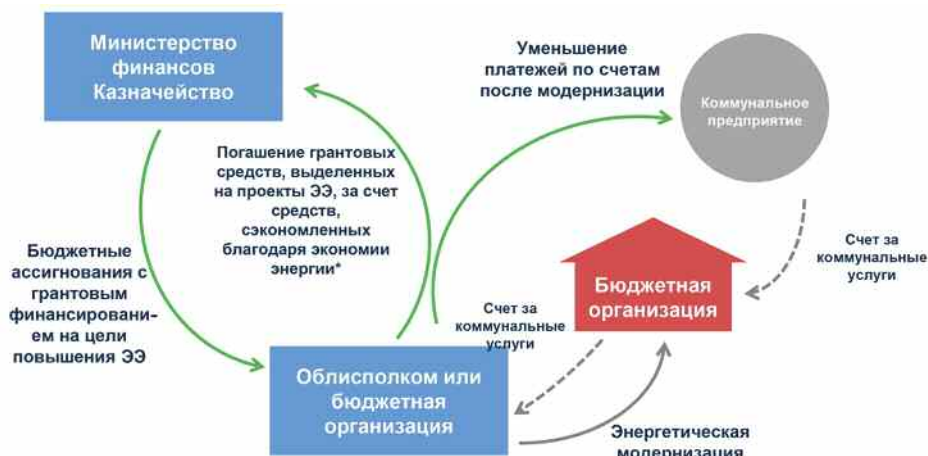 Министерство
финансов
Казначейство
Уменьшение
платежей по счетам
после модернизации
Коммунальное
предприятие
Погашение грантовых
средств, выделенных
на проекты ЭЭ, за счет
средств,
сэкономленных
благодаря экономии
энергии*
Бюджетные
ассигнования с
грантовым
финансировани-
ем на цели
повышения ЭЭ
Счет за
коммунальные
услуги
Бюджетная
организация
Счет за
коммунальные
услуги
Облисполком или
бюджетная
организация
Энергетическая
модернизация